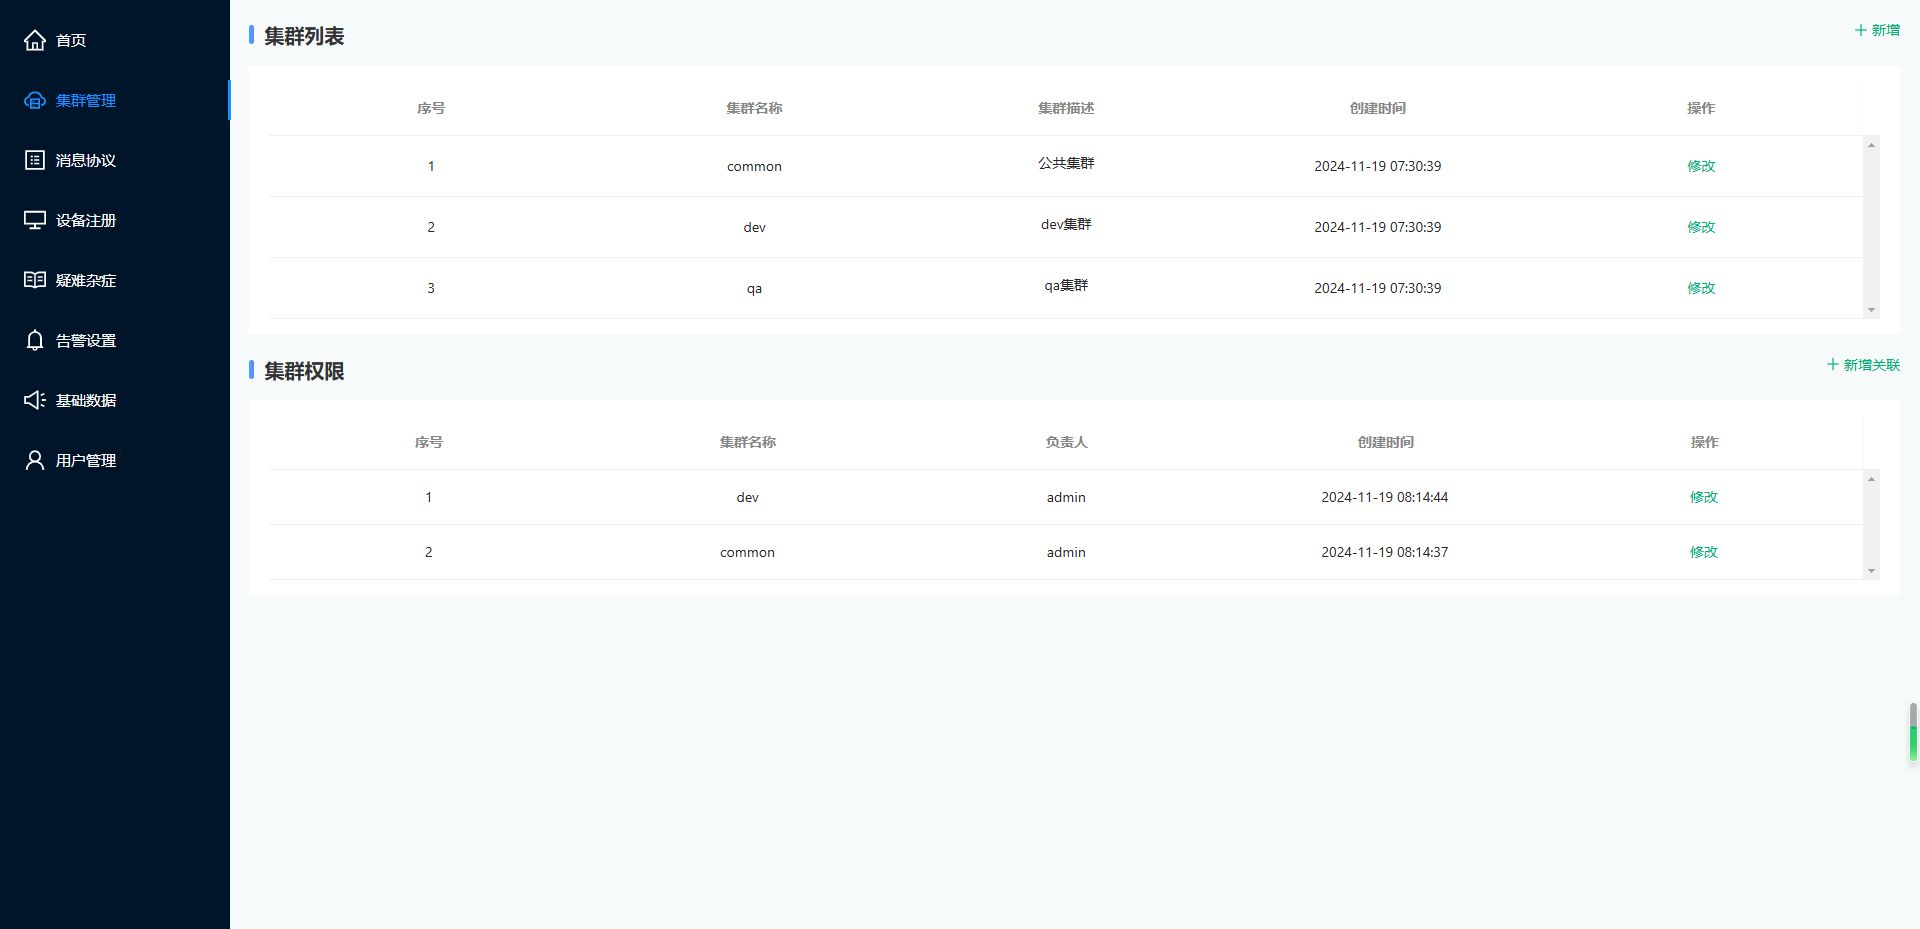 首页
集群管理
消息协议
设备注册
疑难杂症
告警设置
基础数据
用户管理
集群列表
新增
序号 集群名称 集群描述 创建时间 操作
1 common 公共集群 2024-11-19 07:30:39 修改
2 dev dev集群 2024-11-19 07:30:39 修改
3 qa qa集群 2024-11-19 07:30:39 修改
集群权限
新增关联
序号 集群名称 负责人 创建时间 操作
1 dev admin 2024-11-19 08:14:44 修改
2 common admin 2024-11-19 08:14:37 修改